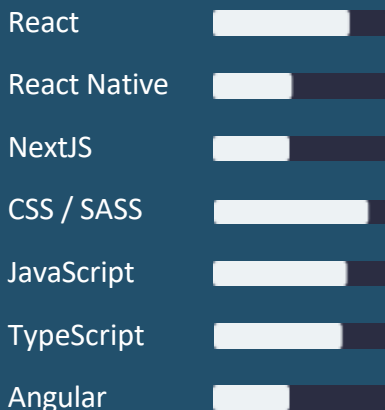 React
React Native
NextJS
CSS / SASS
JavaScript
TypeScript
Angular